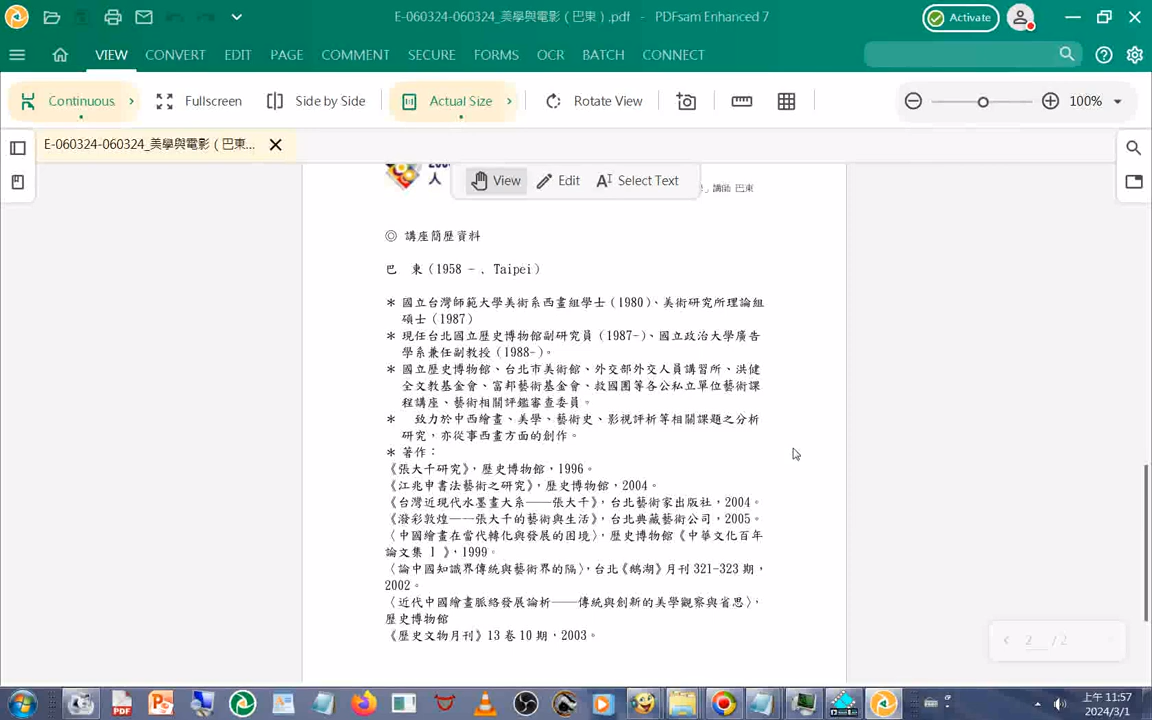 E-060324-060324_美學與電影（巴東）.pdf - PDFsam Enhanced 7
Activate
VIEW CONVERT EDIT PAGE COMMENT SECURE FORMS OCR BATCH CONNECT
Continuous Fullscreen Side by Side Actual Size Rotate View 100%
E-060324-060324_美學與電影（巴東...
人
View Edit Select Text
講師 巴東
◎ 講座簡歷資料
巴 東（1958 - . Taipei）
* 國立台灣師範大學美術系西畫組學士（1980）、美術研究所理論組
碩士（1987）
* 現任台北國立歷史博物館副研究員（1987-）、國立政治大學廣告
學系兼任副教授（1988-）。
* 國立歷史博物館、台北市美術館、外交部外交人員講習所、洪健
全文教基金會、富邦藝術基金會、救國團等各公私立單位藝術課
程講座、藝術相關評鑑審查委員。
* 致力於中西繪畫、美學、藝術史、影視評析等相關課題之分析
研究，亦從事西畫方面的創作。
* 著作：
《張大千研究》，歷史博物館，1996。
《江兆申書法藝術之研究》，歷史博物館，2004。
《台灣近現代水墨畫大系──張大千》，台北藝術家出版社，2004。
《潑彩敦煌──張大千的藝術與生活》，台北典藏藝術公司，2005。
〈中國繪畫在當代轉化與發展的困境〉，歷史博物館《中華文化百年
論文集 I 》，1999。
〈論中國知識界傳統與藝術界的隔〉，台北《鵝湖》月刊 321-323 期，
2002。
〈近代中國繪畫脈絡發展論析──傳統與創新的美學觀察與省思〉，
歷史博物館
《歷史文物月刊》13 卷 10 期，2003。
2 / 2
上午 11:57
2024/3/1